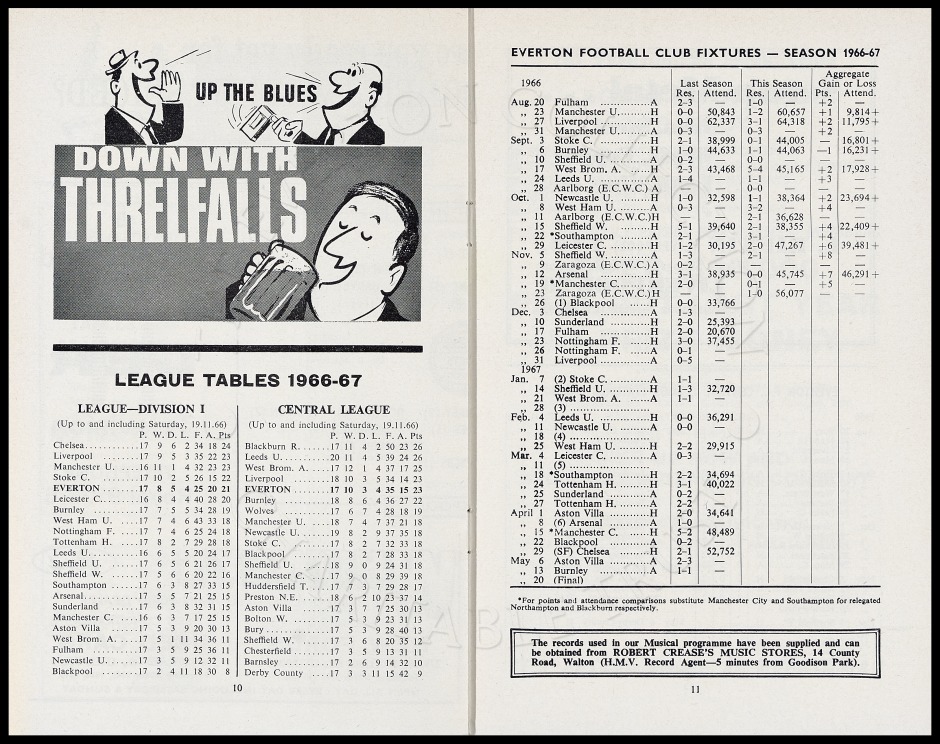 UP THE BLUES
DOWN WITH
THRELFALLS
LEAGUE TABLES 1966-67
LEAGUE—DIVISION I
(Up to and including Saturday, 19.11.66)
P. W. D. L. F. A. Pts
Chelsea..........17 9 6 2 34 18 24
Liverpool ......17 9 5 3 35 22 23
Manchester U. ...16 11 1 4 32 23 23
Stoke C. ........17 10 2 5 26 15 22
EVERTON ........17 8 5 4 25 20 21
Leicester C.......16 8 4 4 40 28 20
Burnley ........17 7 5 5 34 28 19
West Ham U. ....17 7 4 6 43 33 18
Nottingham F. ...17 7 4 6 25 24 18
Tottenham H. ...17 8 2 7 29 28 18
Leeds U...........16 6 5 5 20 24 17
Sheffield U. ....17 6 5 6 21 26 17
Sheffield W. ....17 5 6 6 20 22 16
Southampton ....17 6 3 8 27 33 15
Arsenal..........17 5 5 7 21 25 15
Sunderland ....17 6 3 8 32 31 15
Manchester C. ...16 6 3 7 17 25 15
Aston Villa ....17 5 3 9 20 30 13
West Brom. A. ...17 5 1 11 34 36 11
Fulham ........17 3 5 9 25 36 11
Newcastle U. ....17 3 5 9 12 32 11
Blackpool ......17 2 4 11 18 30 8
CENTRAL LEAGUE
(Up to and including Saturday, 19.11.66)
P. W. D. L. F. A. Pts
Blackburn R. ....17 11 4 2 50 23 26
Leeds U. ........20 11 4 5 39 24 26
West Brom. A. ...17 12 1 4 37 17 25
Liverpool ......18 10 3 5 34 14 23
EVERTON ........17 10 3 4 35 15 23
Burnley ........18 8 6 4 36 27 22
Wolves ........17 6 7 4 28 18 19
Manchester U. ...18 7 4 7 37 21 18
Newcastle U. ....19 8 2 9 37 35 18
Stoke C. ........18 8 2 7 32 33 18
Blackpool ......18 8 2 7 28 33 18
Sheffield U. ....18 9 0 9 24 31 18
Manchester C. ...17 9 0 8 29 39 18
Huddersfield T. ...17 7 3 7 29 28 17
Preston N.E. ....18 6 2 10 23 37 14
Aston Villa ....17 3 7 7 25 30 13
Bolton W. ......17 5 3 9 23 31 13
Bury ..........17 5 3 9 28 40 13
Sheffield W. ....17 3 6 8 20 35 12
Chesterfield ....17 3 5 9 13 31 11
Barnsley ......17 2 6 9 14 32 10
Derby County ....17 3 3 11 15 42 9
10
EVERTON FOOTBALL CLUB FIXTURES — SEASON 1966-67
1966 Last Season Res. Attend. This Season Res. Attend. Aggregate Gain or Loss Pts. Attend.
Aug. 20 Fulham A 2–3 — 1–0 — +2 —
„ 23 Manchester U. H 0–0 50,843 1–2 60,657 +1 9,814+
„ 27 Liverpool H 0–0 62,337 3–1 64,318 +2 11,795+
„ 31 Manchester U. A 0–3 — 0–3 — +2 —
Sept. 3 Stoke C. H 2–1 38,999 0–1 44,005 — 16,801+
„ 6 Burnley H 1–0 44,633 1–1 44,063 —1 16,231+
„ 10 Sheffield U. A 0–2 — 0–0 — — —
„ 17 West Brom, A. H 2–3 43,468 5–4 45,165 +2 17,928+
„ 24 Leeds U. A 1–4 — 1–1 — +3 —
„ 28 Aarlborg (E.C.W.C.) A 0–0 —
Oct. 1 Newcastle U. H 1–0 32,598 1–1 38,364 +2 23,694+
„ 8 West Ham U. A 0–3 — 3–2 — +4 —
„ 11 Aarlborg (E.C.W.C.)H 2–1 36,628
„ 15 Sheffield W. H 5–1 39,640 2–1 38,355 +4 22,409+
„ 22 *Southampton A 2–1 — 3–1 — +4 —
„ 29 Leicester C. H 1–2 30,195 2–0 47,267 +6 39,481+
Nov. 5 Sheffield W. A 1–3 — 2–1 — +8 —
„ 9 Zaragoza (E.C.W.C.) A 0–2 — — — —
„ 12 Arsenal H 3–1 38,935 0–0 45,745 +7 46,291+
„ 19 *Manchester C. A 2–0 — 0–1 — +5 —
„ 23 Zaragoza (E.C.W.C.)H — — 1–0 56,077 — —
„ 26 (1) Blackpool H 0–0 33,766
Dec. 3 Chelsea A 1–3 —
„ 10 Sunderland H 2–0 25,393
„ 17 Fulham H 2–0 20,670
„ 23 Nottingham F. H 3–0 37,455
„ 26 Nottingham F. A 0–1 —
„ 31 Liverpool A 0–5 —
1967
Jan. 7 (2) Stoke C. A 1–1 —
„ 14 Sheffield U. H 1–3 32,720
„ 21 West Brom. A. A 1–1 —
„ 28 (3) ........................
Feb. 4 Leeds U. H 0–0 36,291
„ 11 Newcastle U. A 0–0 —
„ 18 (4) ........................
„ 25 West Ham U. H 2–2 29,915
Mar. 4 Leicester C. A 0–3 —
„ 11 (5) ........................
„ 18 *Southampton H 2–2 34,694
„ 24 Tottenham H. H 3–1 40,022
„ 25 Sunderland A 0–2 —
„ 27 Tottenham H. A 2–2 —
April 1 Aston Villa H 2–0 34,641
„ 8 (6) Arsenal A 1–0 —
„ 15 *Manchester C. H 5–2 48,489
„ 22 Blackpool A 0–2 —
„ 29 (SF) Chelsea H 2–1 52,752
May 6 Aston Villa A 2–3 —
„ 13 Burnley A 1–1 —
„ 20 (Final)
*For points and attendance comparisons substitute Manchester City and Southampton for relegated
Northampton and Blackburn respectively.
The records used in our Musical programme have been supplied and can
be obtained from ROBERT CREASE'S MUSIC STORES, 14 County
Road, Walton (H.M.V. Record Agent—5 minutes from Goodison Park).
11